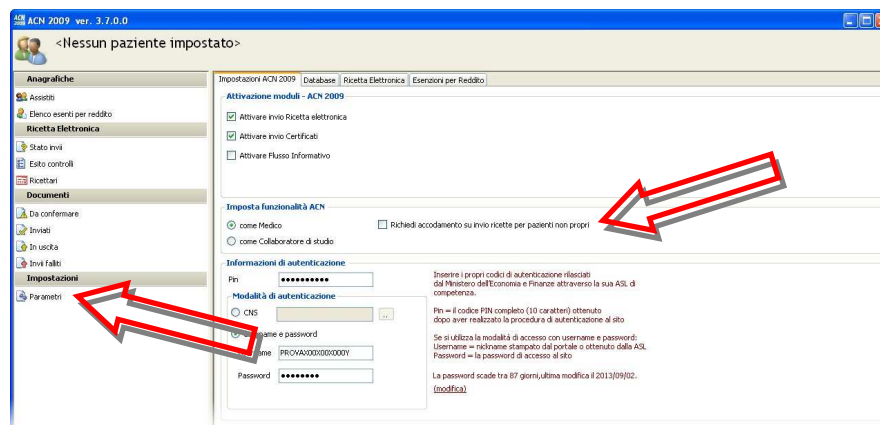 ACN 2009 ver. 3.7.0.0
<Nessun paziente impostato>
Anagrafiche
Assistiti
Elenco esenti per reddito
Ricetta Elettronica
Stato invii
Esito controlli
Ricettari
Documenti
Da confermare
Inviati
In uscita
Invii falliti
Impostazioni
Parametri
Impostazioni ACN 2009 Database Ricetta Elettronica Esenzioni per Reddito
Attivazione moduli - ACN 2009
Attivare invio Ricetta elettronica
Attivare invio Certificati
Attivare Flusso Informativo
Imposta funzionalità ACN
come Medico
Richiedi accodamento su invio ricette per pazienti non propri
come Collaboratore di studio
Informazioni di autenticazione
Pin ●●●●●●●●●●
Modalità di autenticazione
CNS ..
name e password
PROVAX00X00X000Y
Password ●●●●●●●●
Inserire i propri codici di autenticazione rilasciati
dal Ministero dell'Economia e Finanze attraverso la sua ASL di
competenza.
Pin = il codice PIN completo (10 caratteri) ottenuto
dopo aver realizzato la procedura di autenticazione al sito
Se si utilizza la modalità di accesso con username e password:
Username = nickname stampato dal portale o ottenuto dalla ASL
Password = la password di accesso al sito
La password scade tra 87 giorni,ultima modifica il 2013/09/02.
(modifica)